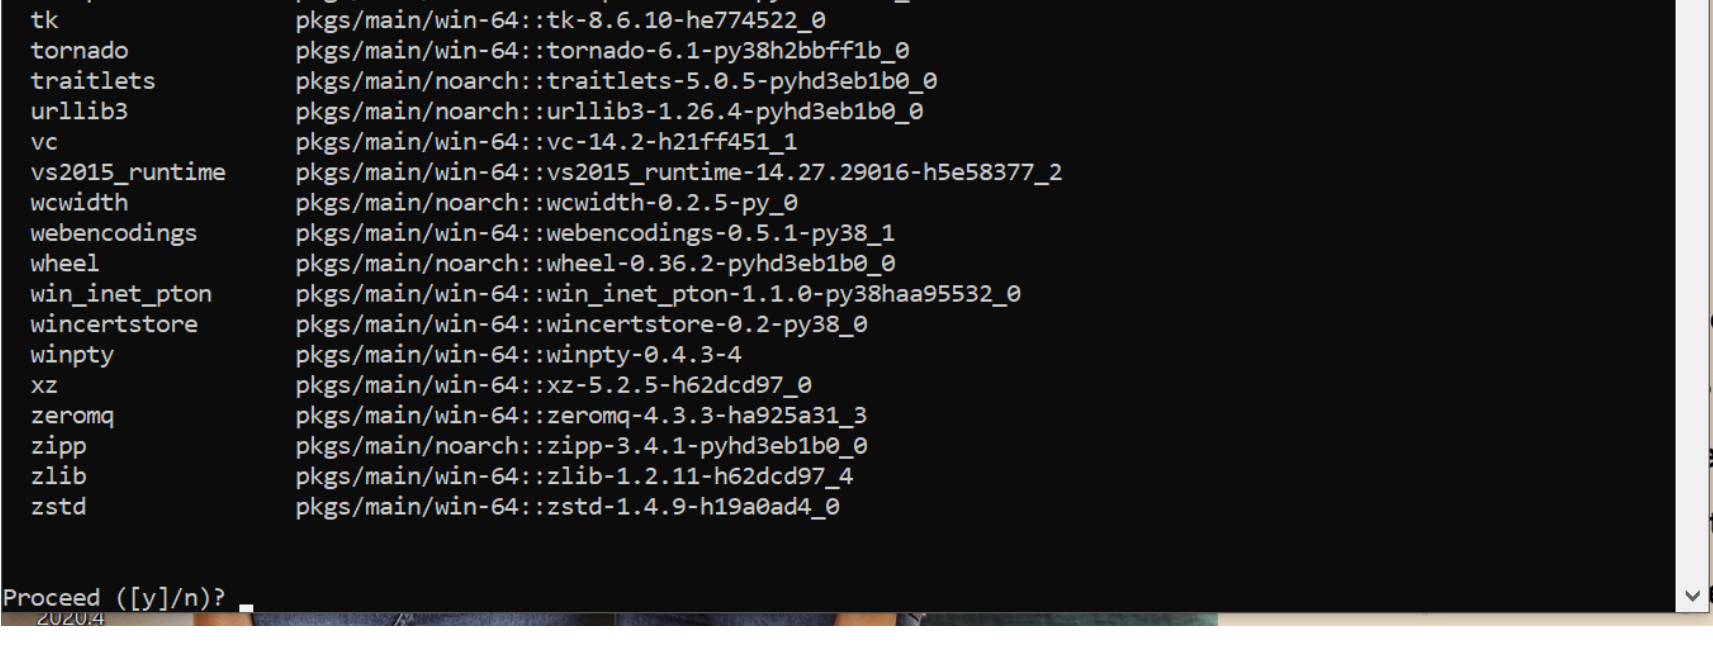 tk pkgs/main/win-64::tk-8.6.10-he774522_0
tornado pkgs/main/win-64::tornado-6.1-py38h2bbff1b_0
traitlets pkgs/main/noarch::traitlets-5.0.5-pyhd3eb1b0_0
urllib3 pkgs/main/noarch::urllib3-1.26.4-pyhd3eb1b0_0
vc pkgs/main/win-64::vc-14.2-h21ff451_1
vs2015_runtime pkgs/main/win-64::vs2015_runtime-14.27.29016-h5e58377_2
wcwidth pkgs/main/noarch::wcwidth-0.2.5-py_0
webencodings pkgs/main/win-64::webencodings-0.5.1-py38_1
wheel pkgs/main/noarch::wheel-0.36.2-pyhd3eb1b0_0
win_inet_pton pkgs/main/win-64::win_inet_pton-1.1.0-py38haa95532_0
wincertstore pkgs/main/win-64::wincertstore-0.2-py38_0
winpty pkgs/main/win-64::winpty-0.4.3-4
xz pkgs/main/win-64::xz-5.2.5-h62dcd97_0
zeromq pkgs/main/win-64::zeromq-4.3.3-ha925a31_3
zipp pkgs/main/noarch::zipp-3.4.1-pyhd3eb1b0_0
zlib pkgs/main/win-64::zlib-1.2.11-h62dcd97_4
zstd pkgs/main/win-64::zstd-1.4.9-h19a0ad4_0
Proceed ([y]/n)?
2020.4